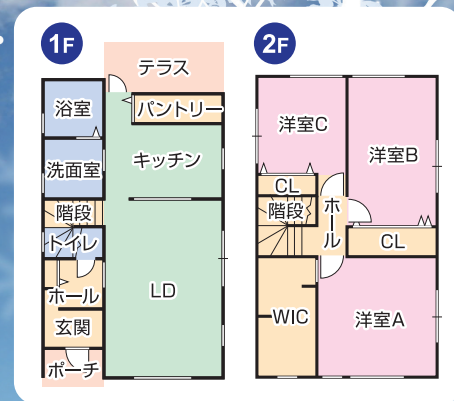 1F
テラス
浴室
パントリー
洗面室
キッチン
階段
トイレ
ホール
LD
玄関
ポーチ
2F
洋室C
洋室B
CL
階段
ホール
CL
WIC
洋室A